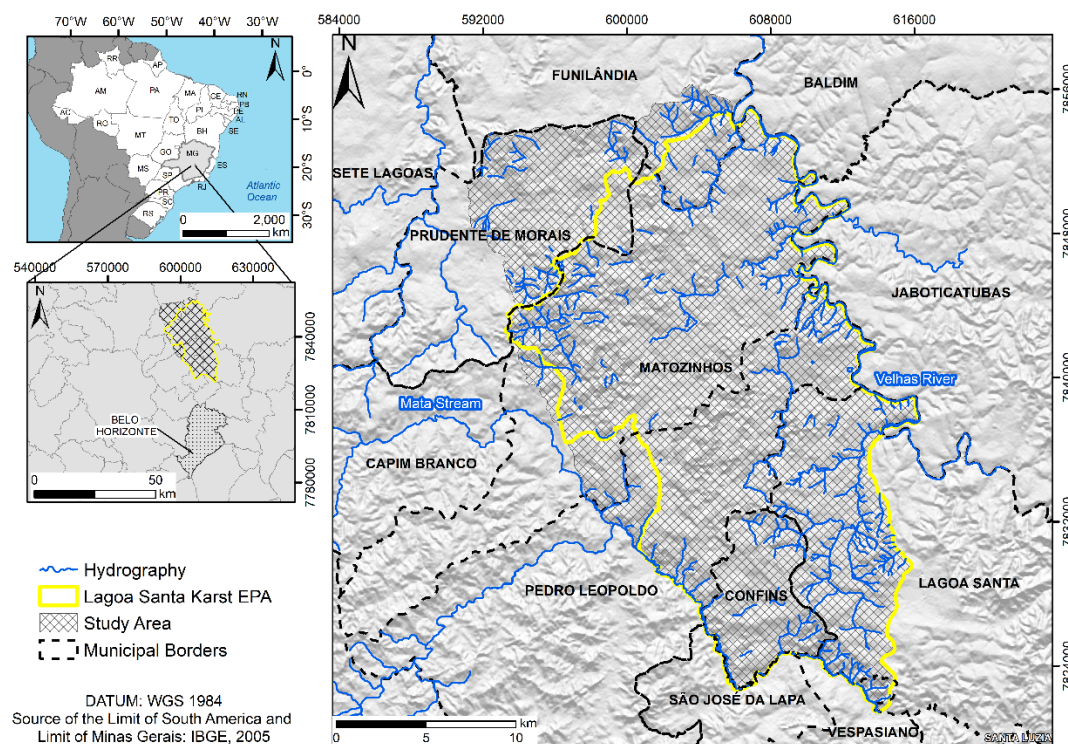 70°W 60°W 50°W 40°W 30°W
N
RR
AP
0°
AM
PA
MA
CE
RN
PB
PE
AL
SE
PI
AC
TO
10°S
RO
MT
BH
GO
MG
20°S
MS
ES
SP
RJ
PR
SC
RS
30°S
Atlantic
Ocean
0 2,000
km
540000 570000 600000 630000
N
7840000
7810000
7780000
BELO
HORIZONTE
0 50
km
Hydrography
Lagoa Santa Karst EPA
Study Area
Municipal Borders
DATUM: WGS 1984
Source of the Limit of South America and
Limit of Minas Gerais: IBGE, 2005
584000 592000 600000 608000 616000
N
FUNILÂNDIA
BALDIM
7856000
SETE LAGOAS
PRUDENTE DE MORAIS
7848000
JABOTICATUBAS
MATOZINHOS
Velhas River
7840000
Mata Stream
CAPIM BRANCO
7832000
PEDRO LEOPOLDO
CONFINS
LAGOA SANTA
7824000
SÂO JOSÉ DA LAPA
VESPASIANO
SANTA LUZIA
0 5 10
km